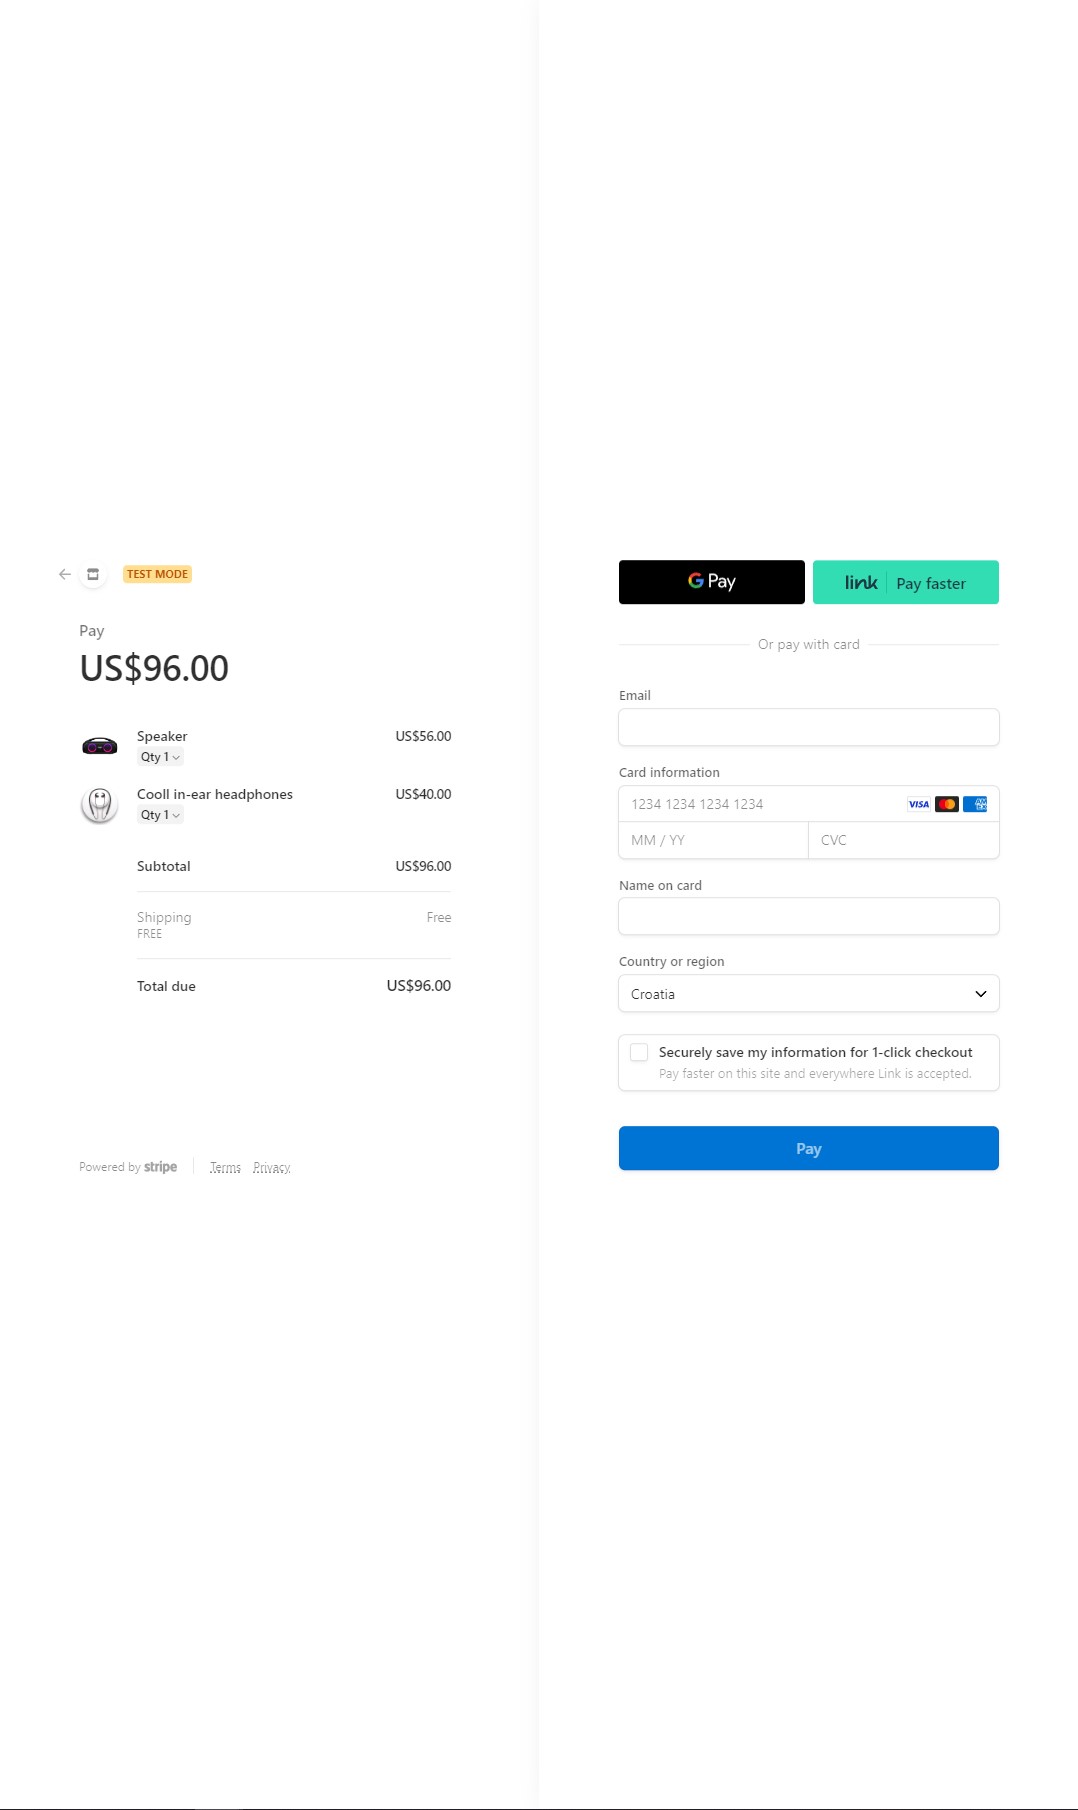 TEST MODE
Pay
US$96.00
Speaker US$56.00
Qty 1
Cooll in-ear headphones US$40.00
Qty 1
Subtotal US$96.00
Shipping Free
FREE
Total due US$96.00
Powered by stripe Terms Privacy
G Pay
link Pay faster
Or pay with card
Email
Card information
1234 1234 1234 1234 VISA
MM / YY CVC
Name on card
Country or region
Croatia
Securely save my information for 1-click checkout
Pay faster on this site and everywhere Link is accepted.
Pay